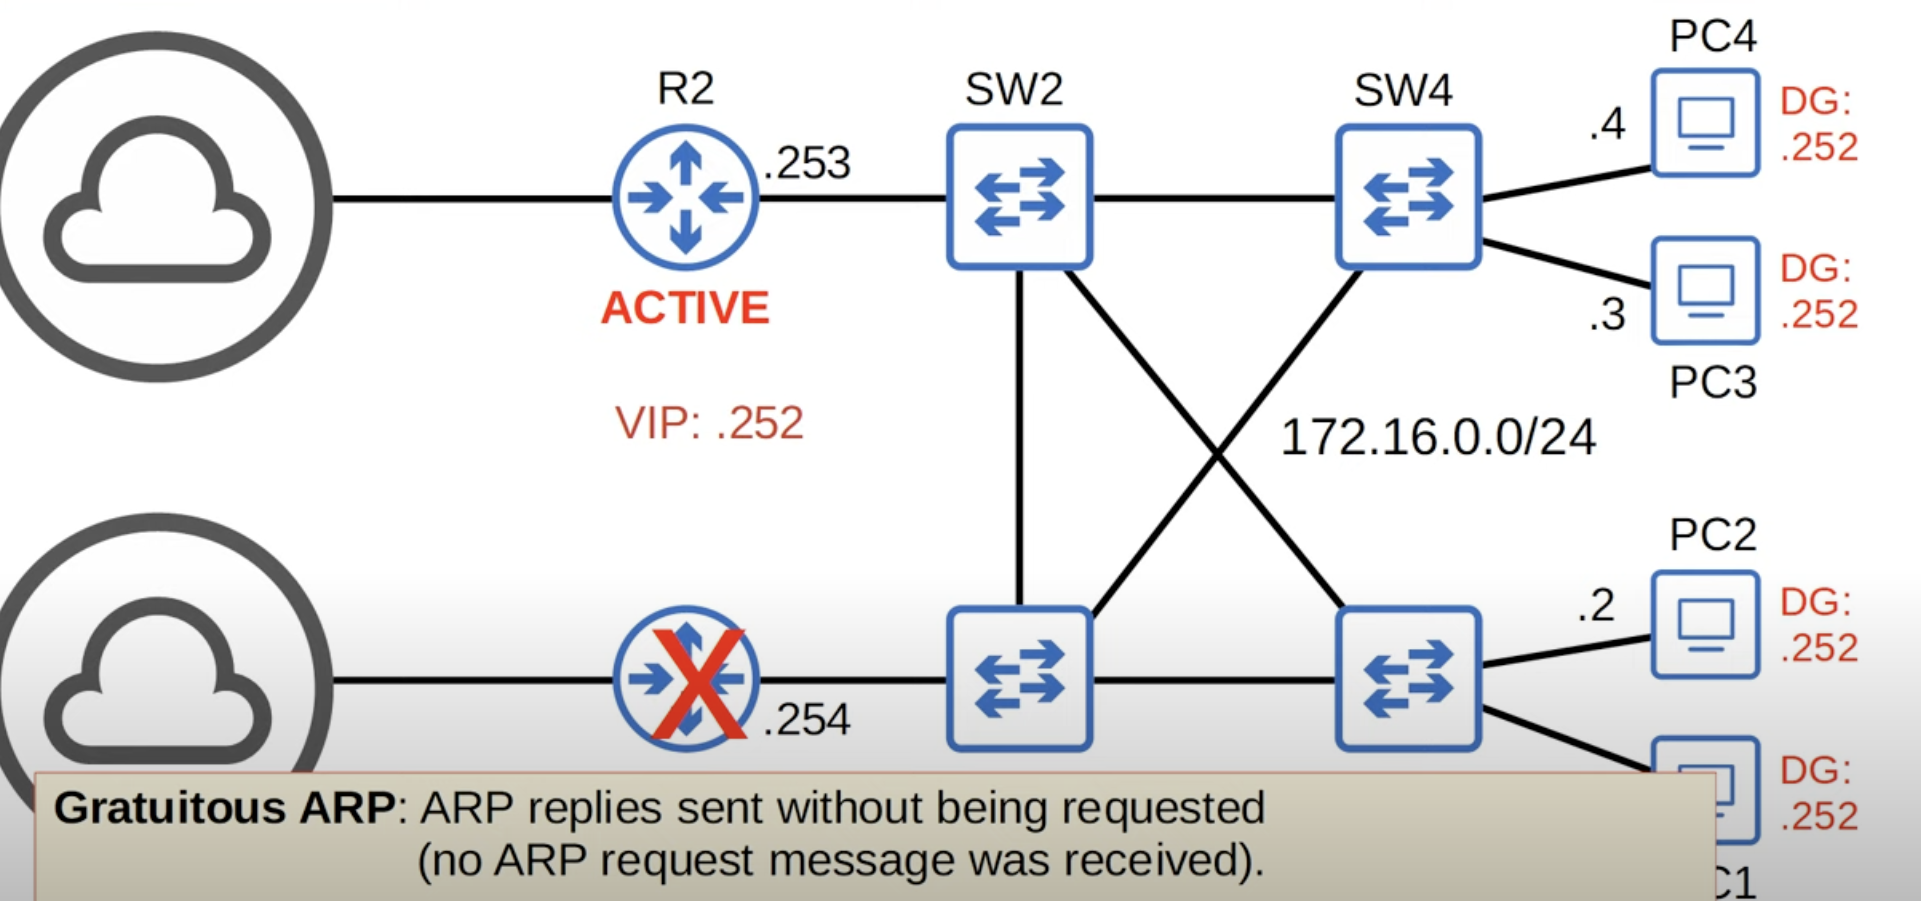 PC4
R2
SW2
SW4
DG:
.252
.4
.253
DG:
.252
.3
ACTIVE
PC3
VIP: .252
172.16.0.0/24
PC2
DG:
.252
.2
X
.254
DG:
.252
Gratuitous ARP: ARP replies sent without being requested
(no ARP request message was received).
C1